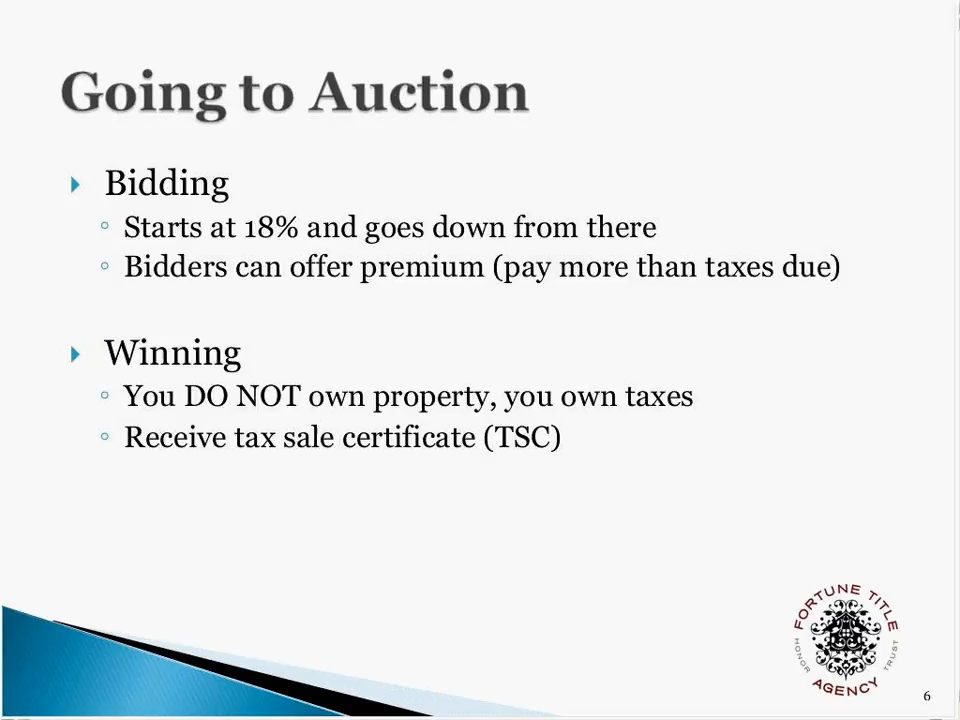 6
Going to Auction
Bidding
Starts at 18% and goes down from there
Bidders can offer premium (pay more than taxes due)
Winning
You DO NOT own property, you own taxes
Receive tax sale certificate (TSC)
FORTUNE TITLE
HONOR
TRUST
AGENCY
6